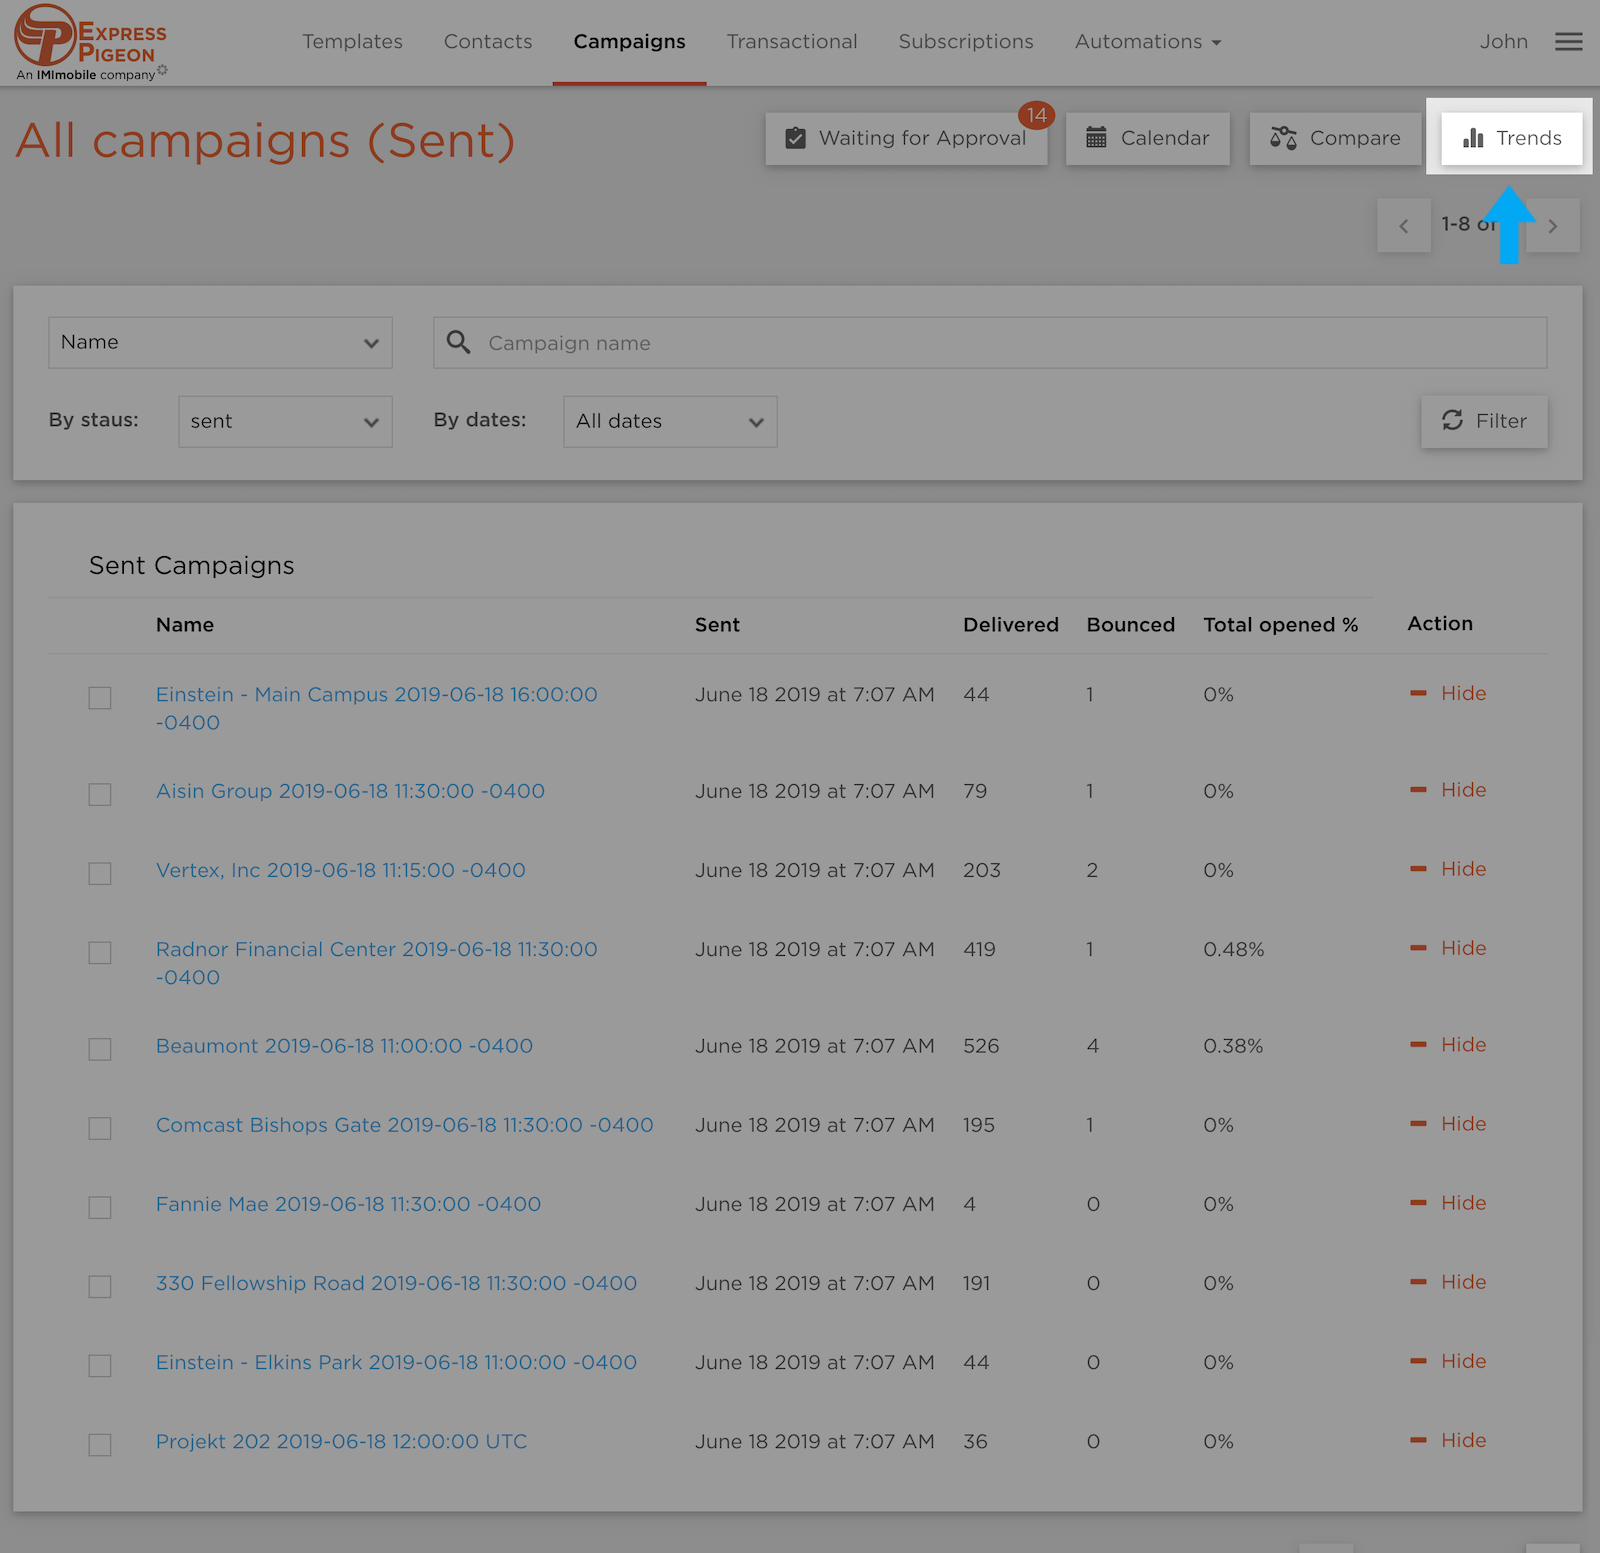 EXPRESS
PIGEON
An IMImobile company
Templates Contacts Campaigns Transactional Subscriptions Automations John
All campaigns (Sent)
Waiting for Approval 14 Calendar Compare Trends
1-8 of
Name Campaign name
By staus: sent By dates: All dates Filter
Sent Campaigns
Name Sent Delivered Bounced Total opened % Action
Einstein - Main Campus 2019-06-18 16:00:00 June 18 2019 at 7:07 AM 44 1 0% Hide
-0400
Aisin Group 2019-06-18 11:30:00 -0400 June 18 2019 at 7:07 AM 79 1 0% Hide
Vertex, Inc 2019-06-18 11:15:00 -0400 June 18 2019 at 7:07 AM 203 2 0% Hide
Radnor Financial Center 2019-06-18 11:30:00 June 18 2019 at 7:07 AM 419 1 0.48% Hide
-0400
Beaumont 2019-06-18 11:00:00 -0400 June 18 2019 at 7:07 AM 526 4 0.38% Hide
Comcast Bishops Gate 2019-06-18 11:30:00 -0400 June 18 2019 at 7:07 AM 195 1 0% Hide
Fannie Mae 2019-06-18 11:30:00 -0400 June 18 2019 at 7:07 AM 4 0 0% Hide
330 Fellowship Road 2019-06-18 11:30:00 -0400 June 18 2019 at 7:07 AM 191 0 0% Hide
Einstein - Elkins Park 2019-06-18 11:00:00 -0400 June 18 2019 at 7:07 AM 44 0 0% Hide
Projekt 202 2019-06-18 12:00:00 UTC June 18 2019 at 7:07 AM 36 0 0% Hide